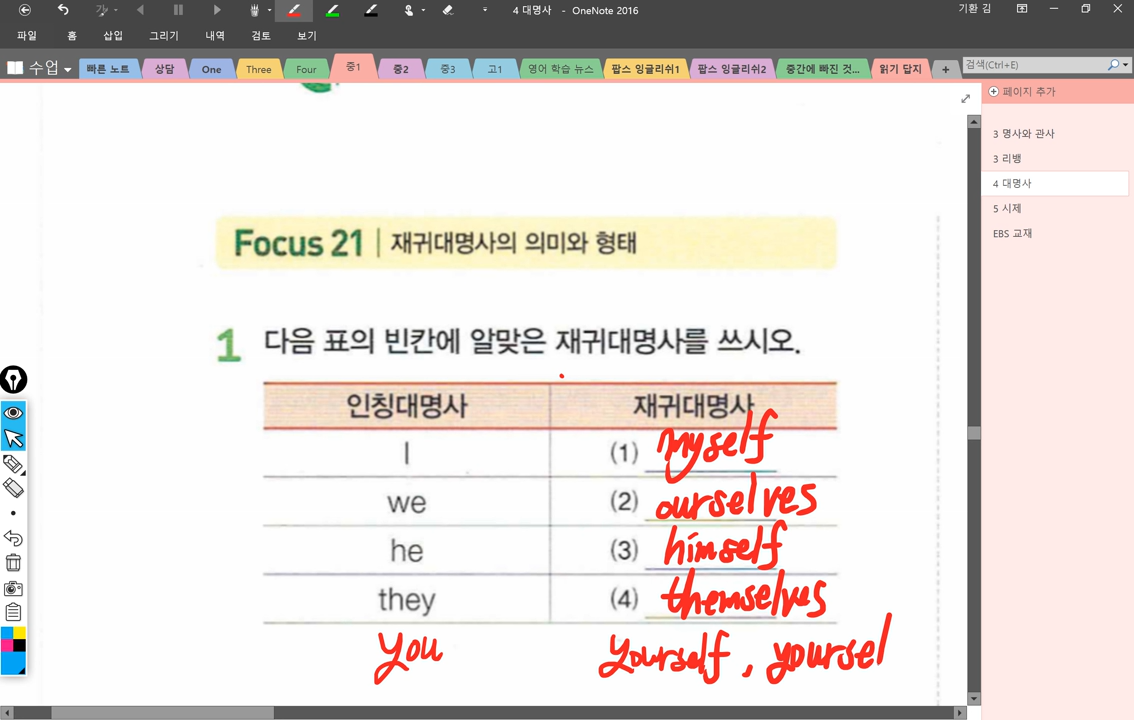 4 대명사 - OneNote 2016
기환 김
파일 홈 삽입 그리기 내역 검토 보기
수업 빠른 노트 상담 One Three Four 중1 중2 중3 고1 영어 학습 뉴스 팝스 잉글리쉬1 팝스 잉글리쉬2 중간에 빠진 것... 읽기 답지 + 검색(Ctrl+E)
페이지 추가
3 명사와 관사
3 리뱅
4 대명사
5 시제
EBS 교재
Focus 21 | 재귀대명사의 의미와 형태
1 다음 표의 빈칸에 알맞은 재귀대명사를 쓰시오.
인칭대명사 재귀대명사
I (1) myself
we (2) ourselves
he (3) himself
they (4) themselves
you yourself, yoursel